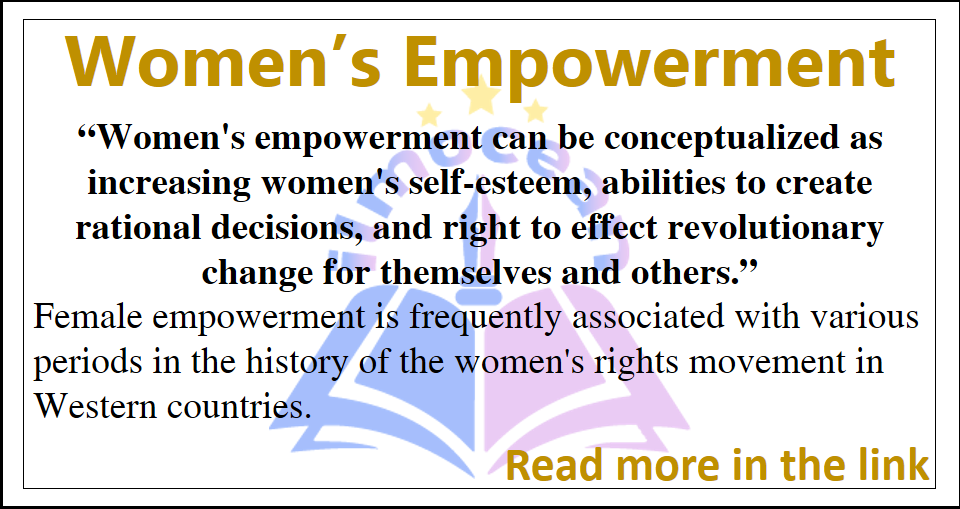 Women’s Empowerment
ilmocean
“Women's empowerment can be conceptualized as
increasing women's self-esteem, abilities to create
rational decisions, and right to effect revolutionary
change for themselves and others.”
Female empowerment is frequently associated with various
periods in the history of the women's rights movement in
Western countries.
Read more in the link